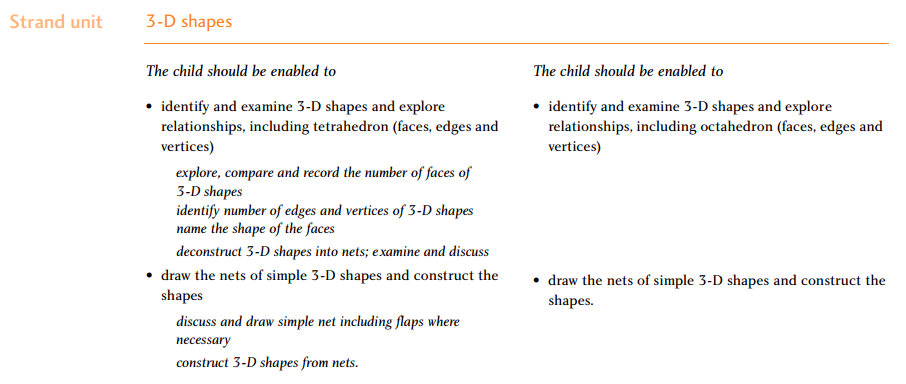 Strand unit 3-D shapes
The child should be enabled to
• identify and examine 3-D shapes and explore
relationships, including tetrahedron (faces, edges and
vertices)
explore, compare and record the number of faces of
3-D shapes
identify number of edges and vertices of 3-D shapes
name the shape of the faces
deconstruct 3-D shapes into nets; examine and discuss
• draw the nets of simple 3-D shapes and construct the
shapes
discuss and draw simple net including flaps where
necessary
construct 3-D shapes from nets.
The child should be enabled to
• identify and examine 3-D shapes and explore
relationships, including octahedron (faces, edges and
vertices)
• draw the nets of simple 3-D shapes and construct the
shapes.